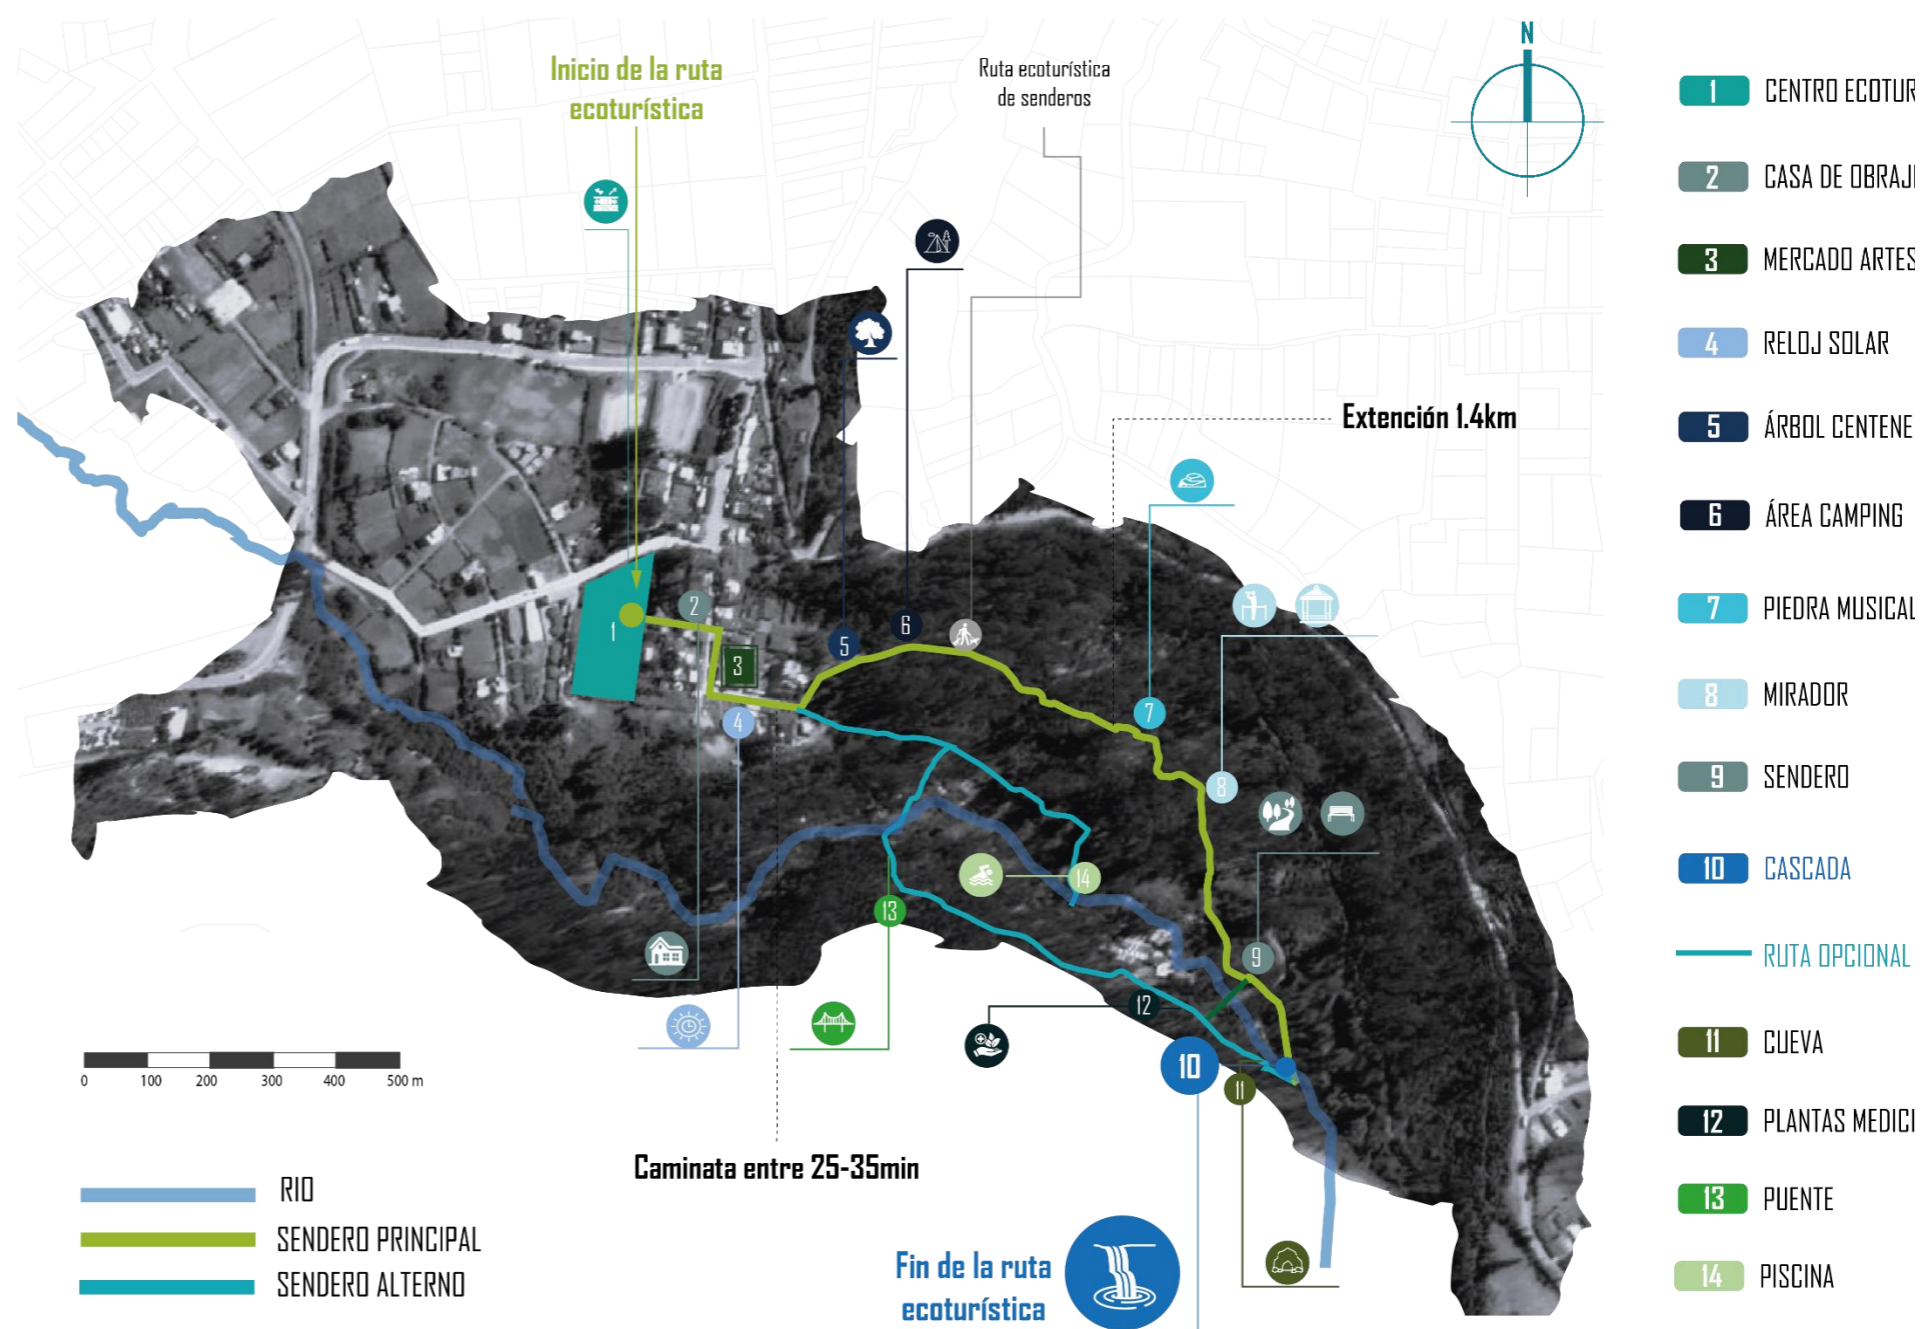 Inicio de la ruta
ecoturística
Ruta ecoturística
de senderos
N
Extención 1.4km
1
2
3
4
5
6
7
8
9
10
11
12
13
14
0 100 200 300 400 500 m
Caminata entre 25-35min
RIO
SENDERO PRINCIPAL
SENDERO ALTERNO
Fin de la ruta
ecoturística
1 CENTRO ECOTUR
2 CASA DE OBRAJ
3 MERCADO ARTES
4 RELOJ SOLAR
5 ÁRBOL CENTENE
6 ÁREA CAMPING
7 PIEDRA MUSICAL
8 MIRADOR
9 SENDERO
10 CASCADA
RUTA OPCIONAL
11 CUEVA
12 PLANTAS MEDICI
13 PUENTE
14 PISCINA